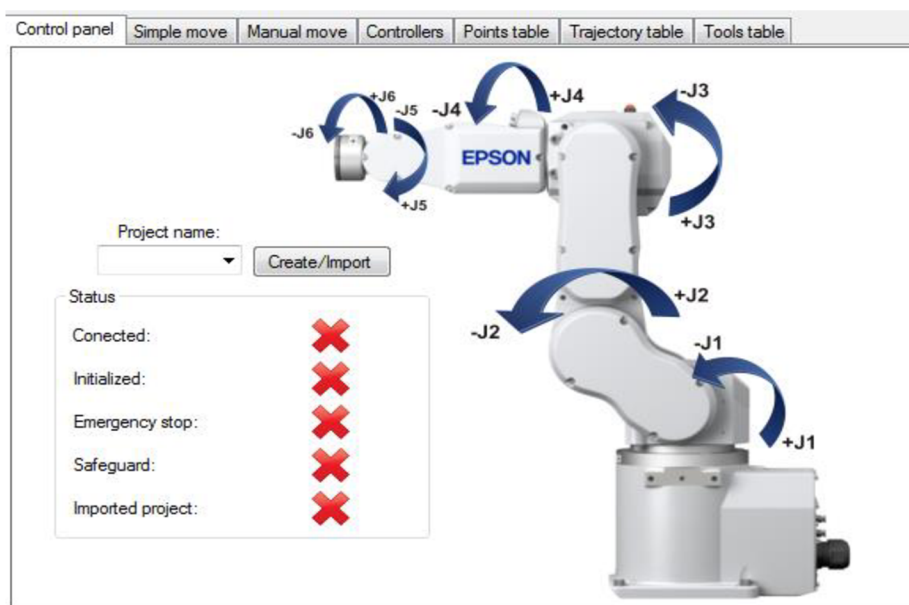 Control panel
Simple move
Manual move
Controllers
Points table
Trajectory table
Tools table
+J6
-J5
-J4
+J4
-J3
-J6
EPSON
+J5
+J3
Project name:
Create/Import
Status
+J2
-J2
-J1
Conected:
Initialized:
Emergency stop:
+J1
Safeguard:
Imported project: